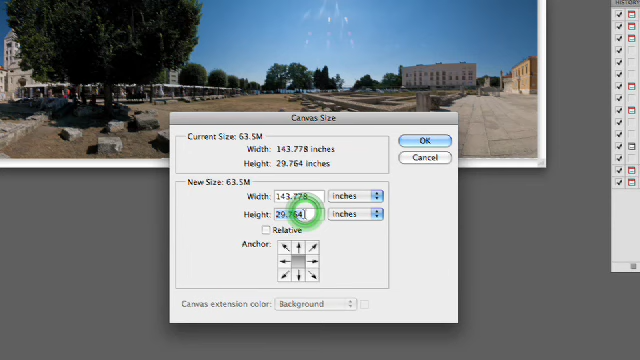 HISTORY
Canvas Size
Current Size: 63.5M
Width: 143.778 inches
Height: 29.764 inches
OK
Cancel
New Size: 63.5M
Width: 143.778 inches
Height: 29.764 inches
Relative
Anchor:
Canvas extension color: Background